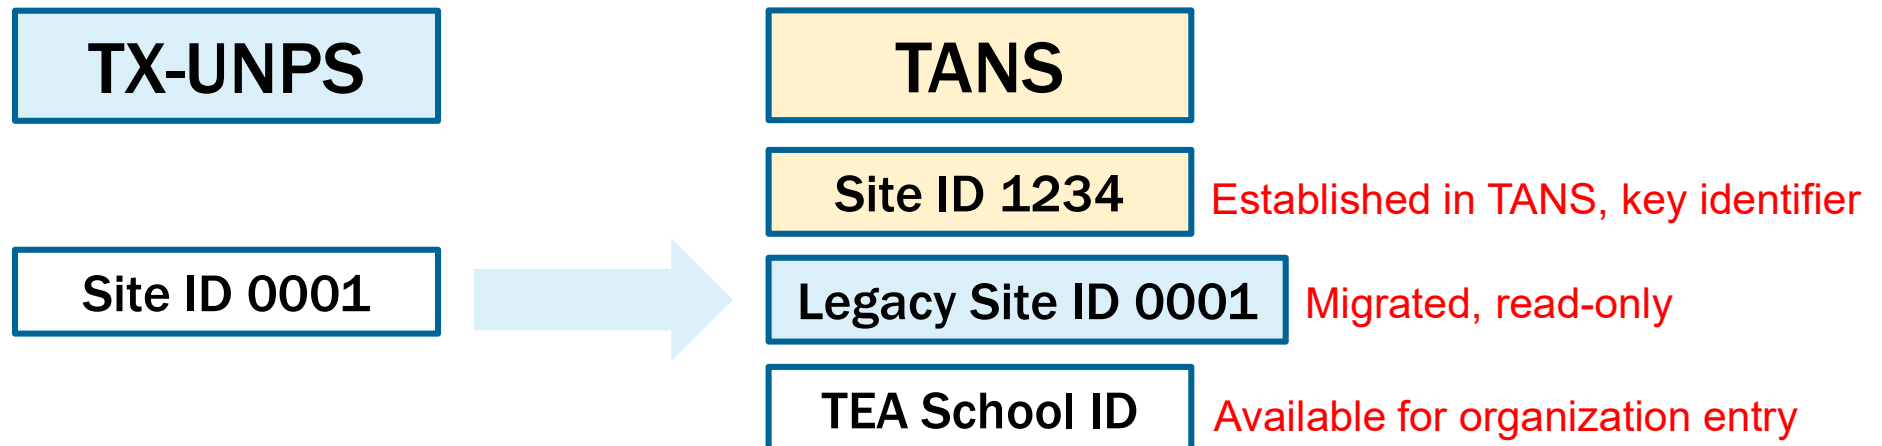 TX-UNPS
TANS
Site ID 1234
Established in TANS, key identifier
Site ID 0001
Legacy Site ID 0001
Migrated, read-only
TEA School ID
Available for organization entry